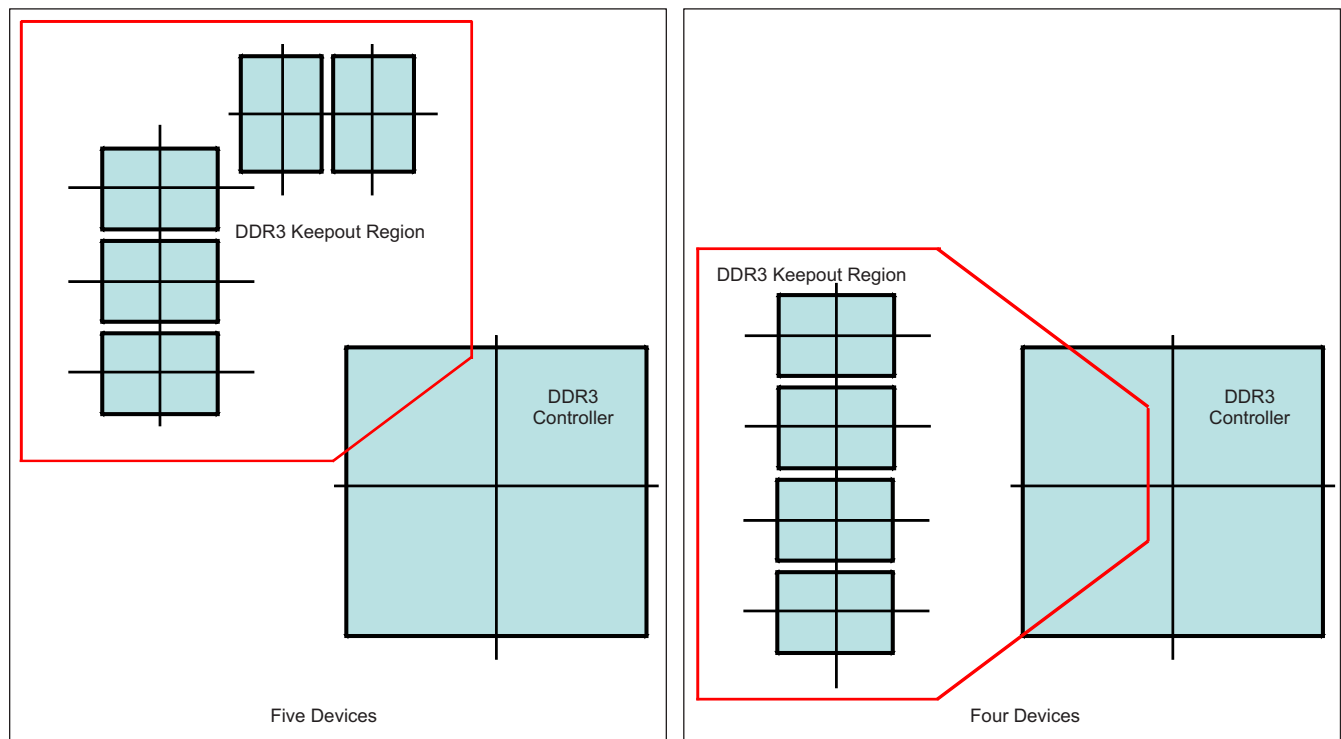 DDR3 Keepout Region
DDR3
Controller
Five Devices
DDR3 Keepout Region
DDR3
Controller
Four Devices